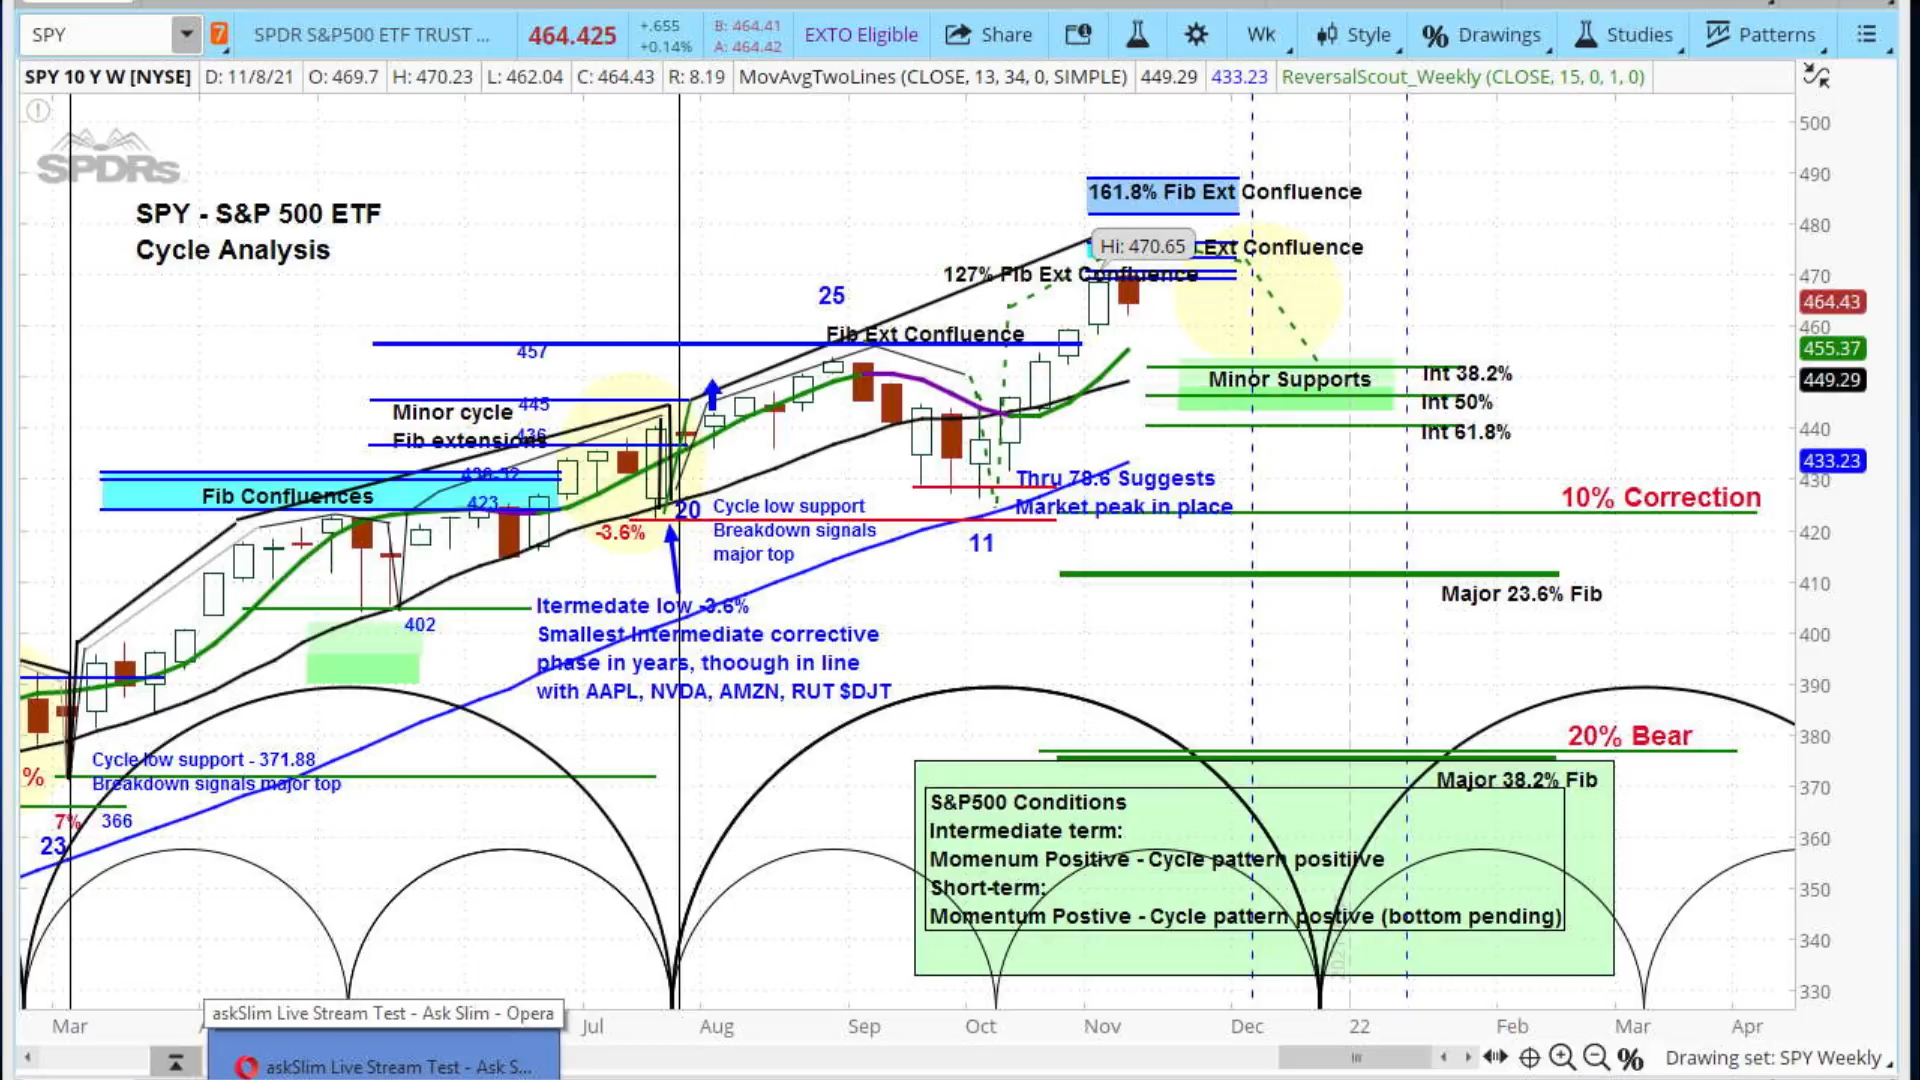 SPY
7
SPDR S&P500 ETF TRUST ...
464.425
+.655
+0.14%
B: 464.41
A: 464.42
EXTO Eligible
Share
Wk
Style
Drawings
Studies
Patterns
SPY 10 Y W [NYSE]
D: 11/8/21
O: 469.7
H: 470.23
L: 462.04
C: 464.43
R: 8.19
MovAvgTwoLines (CLOSE, 13, 34, 0, SIMPLE)
449.29
433.23
ReversalScout_Weekly (CLOSE, 15, 0, 1, 0)
SPDRs
SPY - S&P 500 ETF
Cycle Analysis
161.8% Fib Ext Confluence
Hi: 470.65
Ext Confluence
127% Fib Ext Confluence
25
Fib Ext Confluence
457
445
Minor cycle
Fib extensions
436
Fib Confluences
423
Minor Supports
Int 38.2%
Int 50%
Int 61.8%
Thru 78.6 Suggests
Market peak in place
10% Correction
20
Cycle low support
Breakdown signals
major top
-3.6%
11
Major 23.6% Fib
402
Itermedate low -3.6%
Smallest Intermediate corrective
phase in years, thoough in line
with AAPL, NVDA, AMZN, RUT $DJT
20% Bear
Major 38.2% Fib
Cycle low support - 371.88
Breakdown signals major top
%
7%
366
23
S&P500 Conditions
Intermediate term:
Momenum Positive - Cycle pattern positiive
Short-term:
Momentum Postive - Cycle pattern postive (bottom pending)
500
490
480
470
464.43
460
455.37
449.29
440
433.23
430
420
410
400
390
380
370
360
350
340
330
Mar
Jul
Aug
Sep
Oct
Nov
Dec
22
Feb
Mar
Apr
askSlim Live Stream Test - Ask Slim - Opera
askSlim Live Stream Test - Ask S...
Drawing set: SPY Weekly